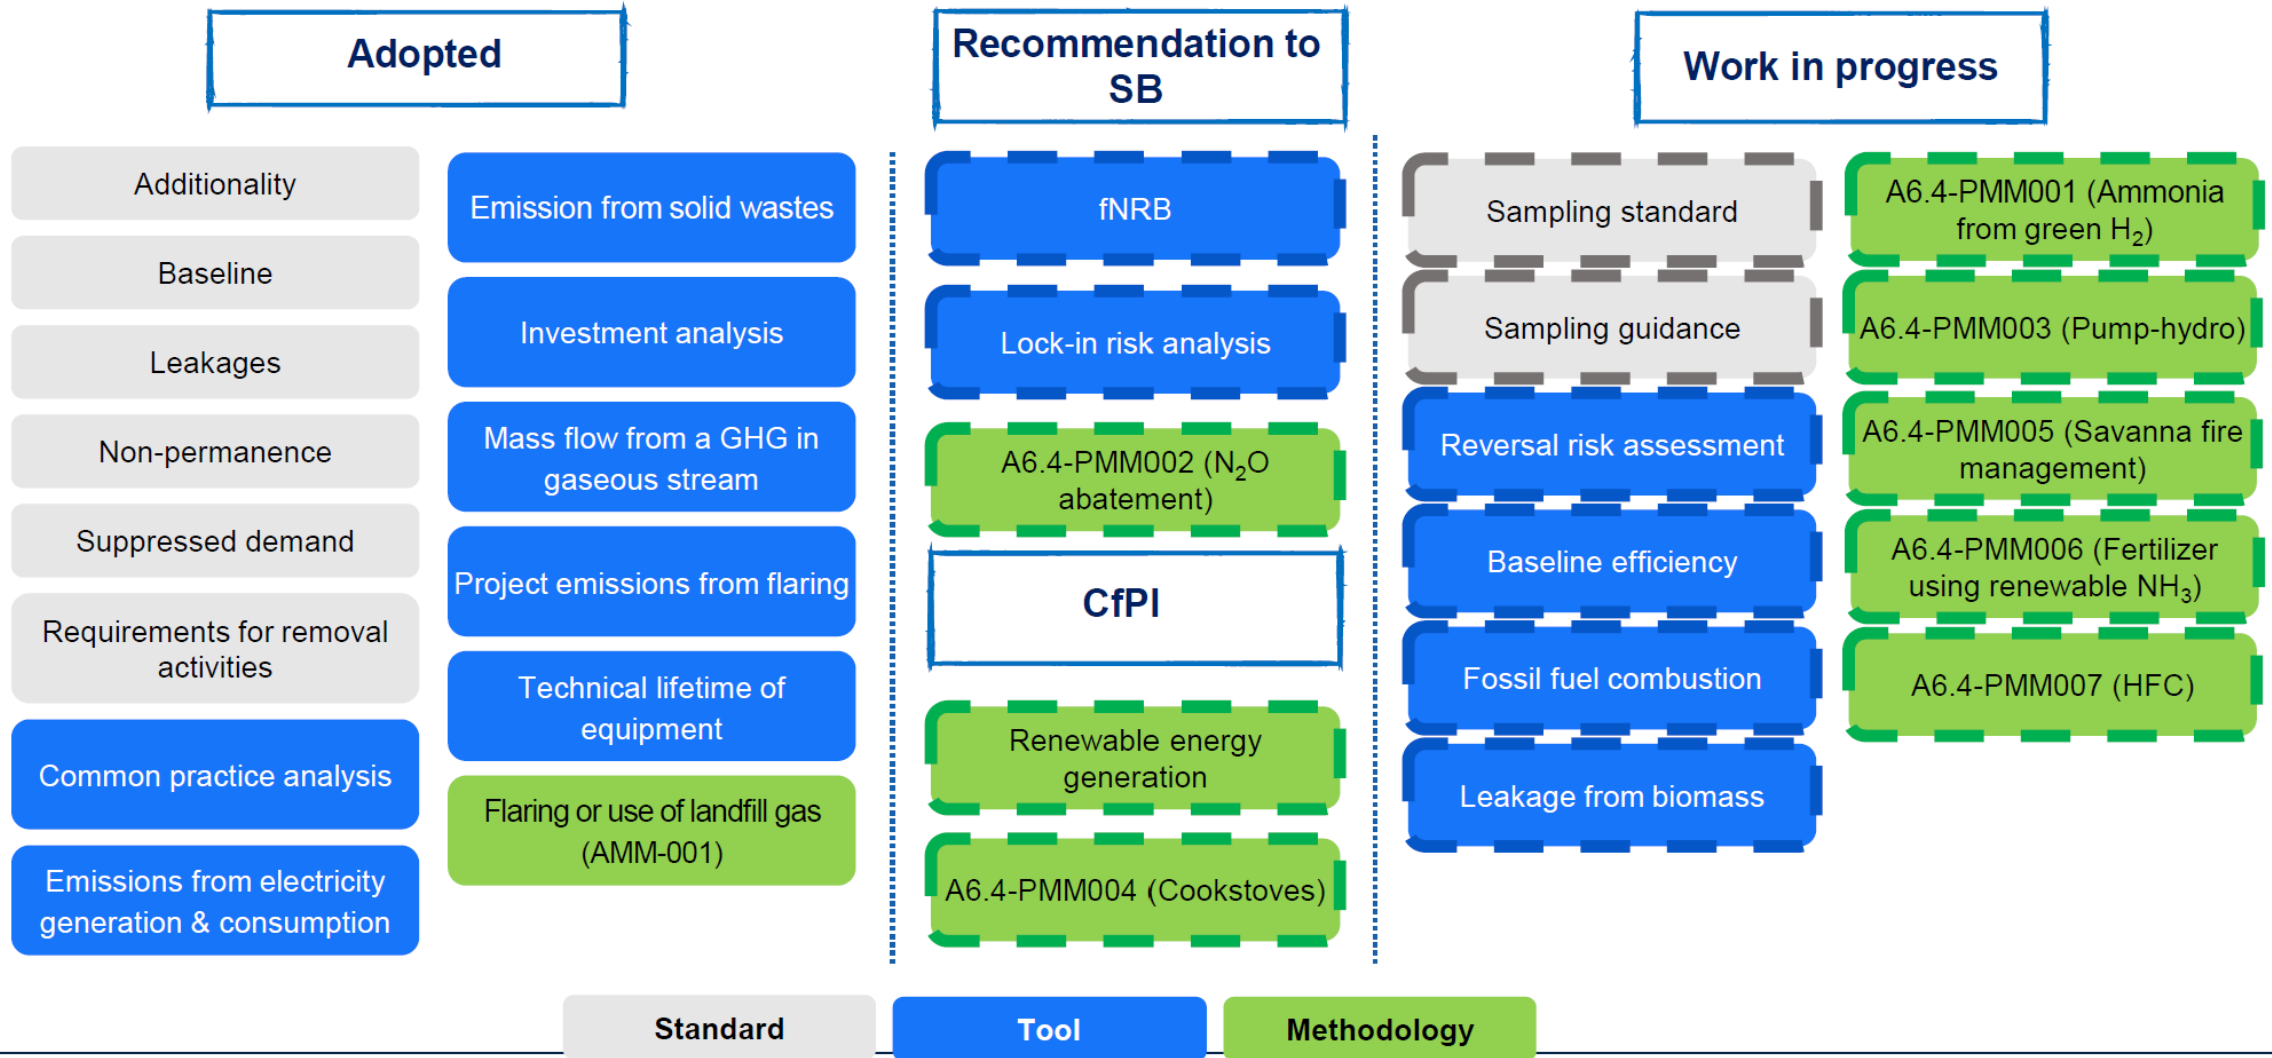 Adopted
Additionality
Baseline
Leakages
Non-permanence
Suppressed demand
Requirements for removal
activities
Common practice analysis
Emissions from electricity
generation & consumption
Emission from solid wastes
Investment analysis
Mass flow from a GHG in
gaseous stream
Project emissions from flaring
Technical lifetime of
equipment
Flaring or use of landfill gas
(AMM-001)
Recommendation to
SB
fNRB
Lock-in risk analysis
A6.4-PMM002 (N₂O
abatement)
CfPI
Renewable energy
generation
A6.4-PMM004 (Cookstoves)
Work in progress
Sampling standard
Sampling guidance
Reversal risk assessment
Baseline efficiency
Fossil fuel combustion
Leakage from biomass
A6.4-PMM001 (Ammonia
from green H₂)
A6.4-PMM003 (Pump-hydro)
A6.4-PMM005 (Savanna fire
management)
A6.4-PMM006 (Fertilizer
using renewable NH₃)
A6.4-PMM007 (HFC)
Standard
Tool
Methodology